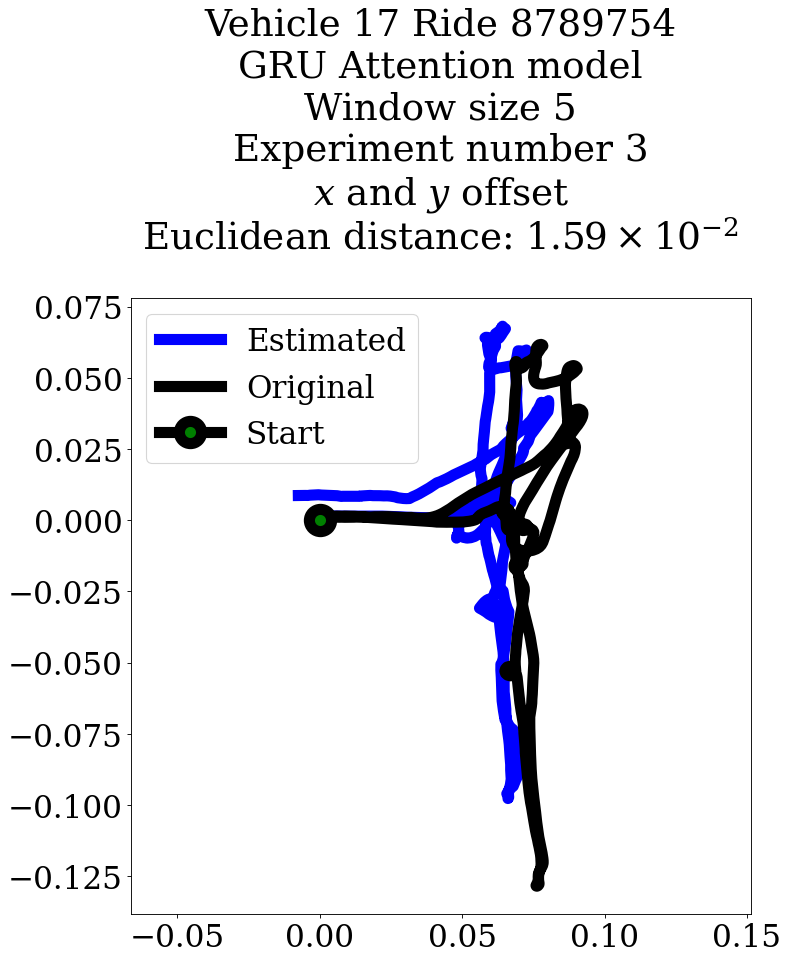 Vehicle 17 Ride 8789754
GRU Attention model
Window size 5
Experiment number 3
x and y offset
Euclidean distance: 1.59 × 10⁻²
Estimated
Original
Start
0.075
0.050
0.025
0.000
−0.025
−0.050
−0.075
−0.100
−0.125
−0.05 0.00 0.05 0.10 0.15